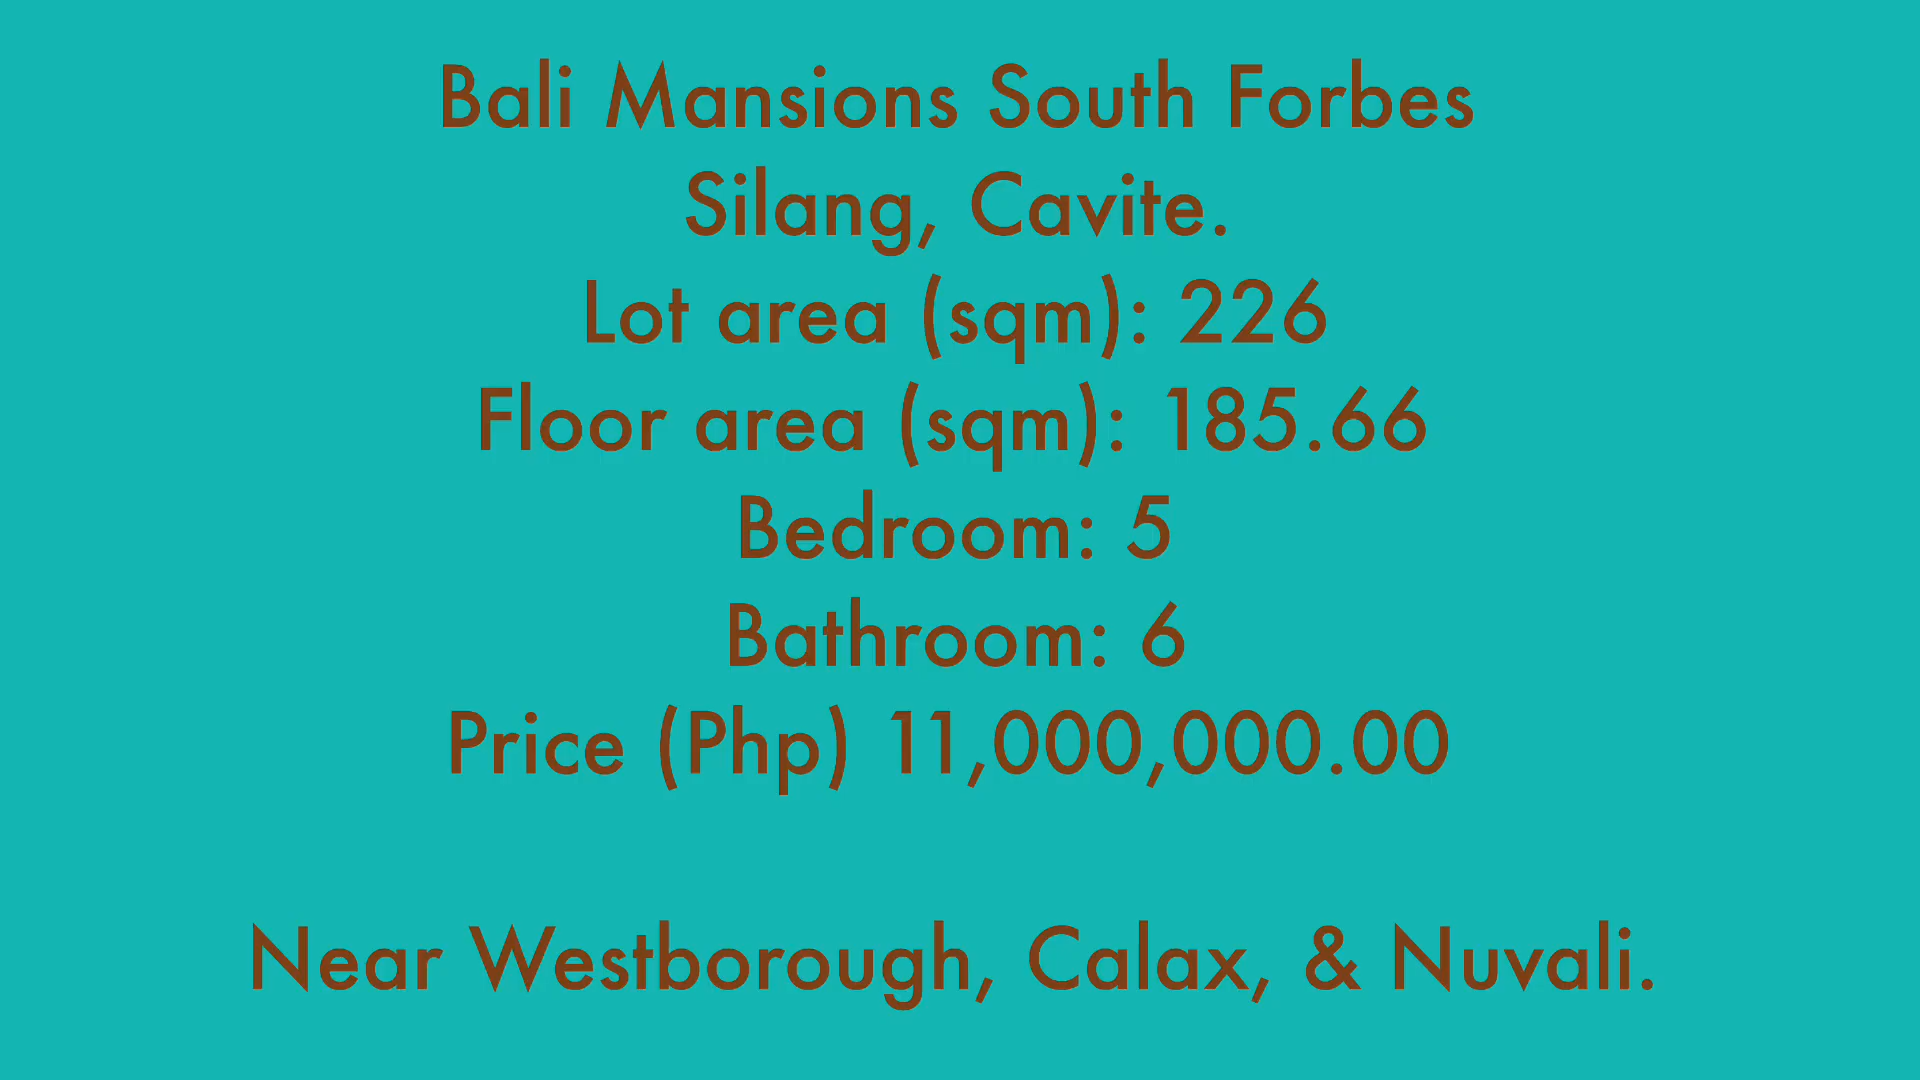 Bali Mansions South Forbes
Silang, Cavite.
Lot area (sqm): 226
Floor area (sqm): 185.66
Bedroom: 5
Bathroom: 6
Price (Php) 11,000,000.00
Near Westborough, Calax, & Nuvali.